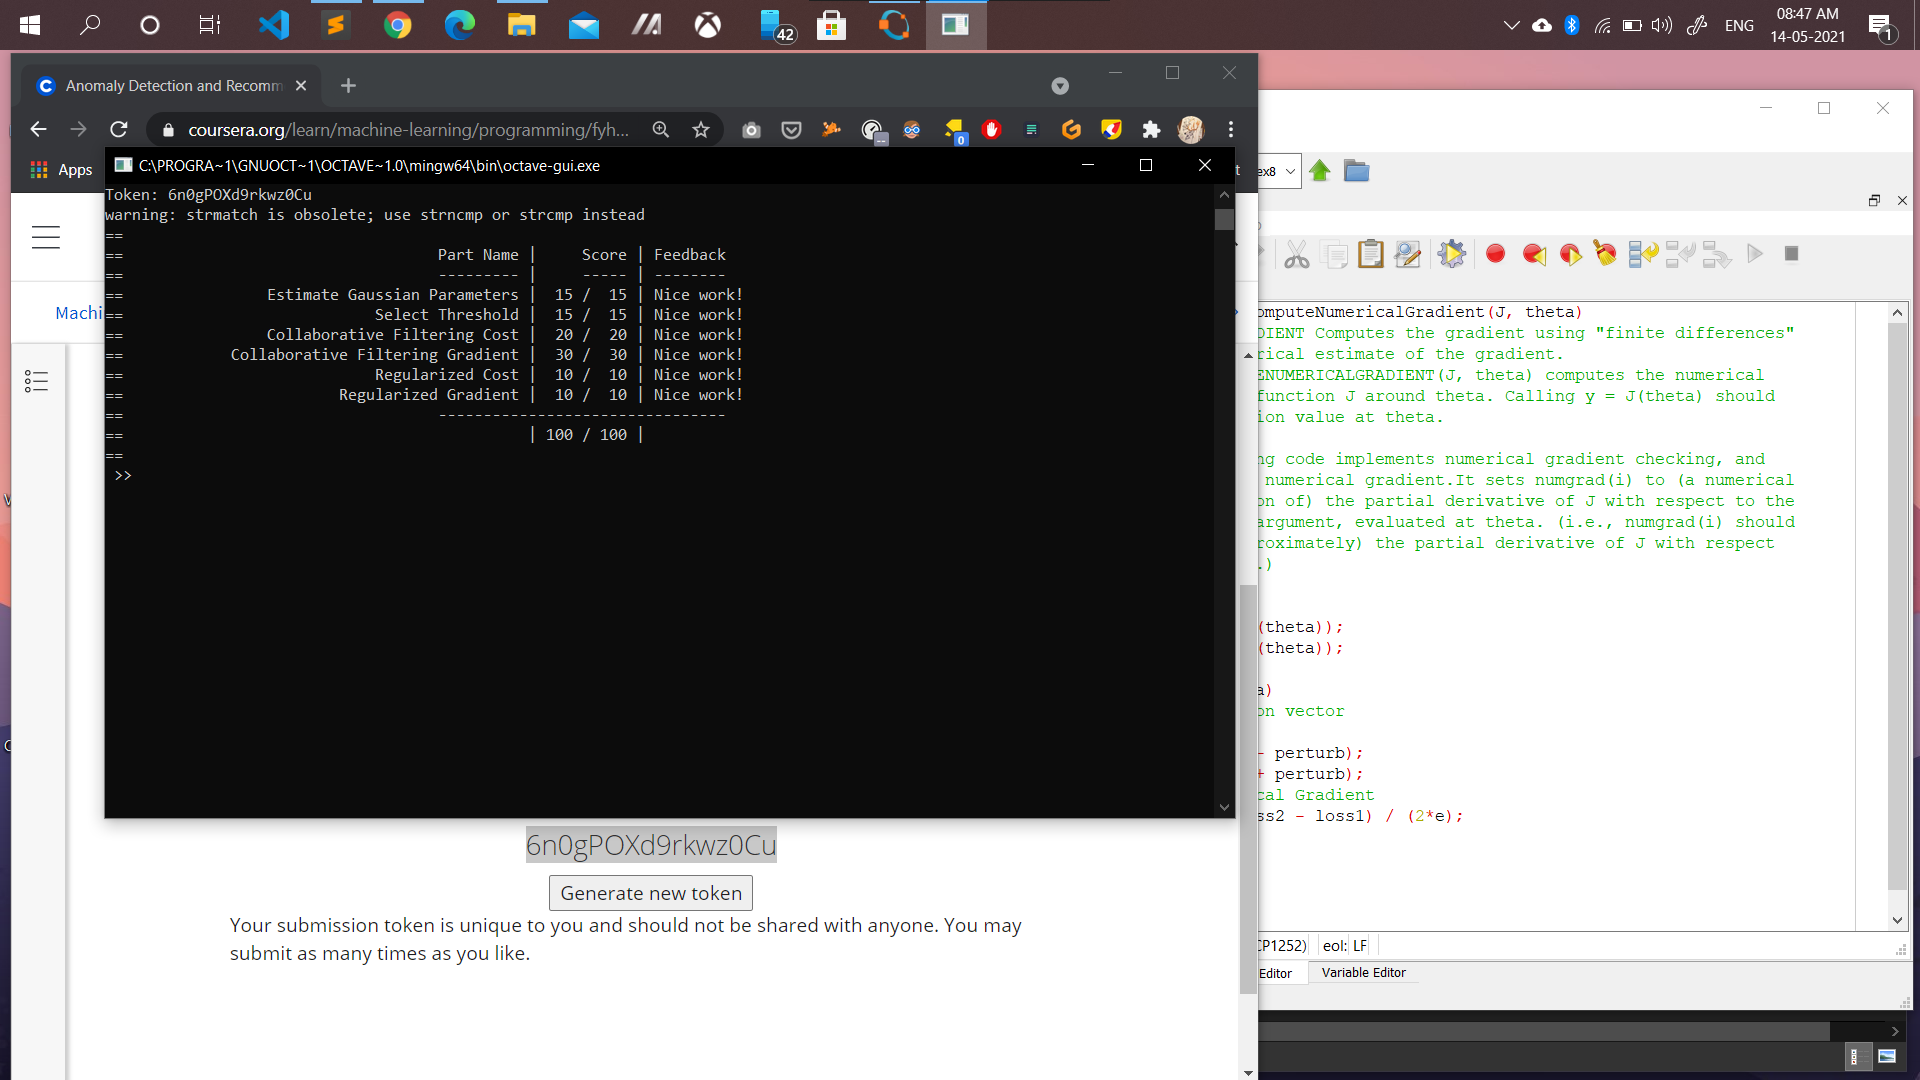 42
ENG
08:47 AM
14-05-2021
1
Anomaly Detection and Recomm
coursera.org/learn/machine-learning/programming/fyh...
0
Apps
C:\PROGRA~1\GNUOCT~1\OCTAVE~1.0\mingw64\bin\octave-gui.exe
t
ex8
Token: 6n0gPOXd9rkwz0Cu
warning: strmatch is obsolete; use strncmp or strcmp instead
==
== Part Name | Score | Feedback
== --------- | ----- | --------
== Estimate Gaussian Parameters | 15 / 15 | Nice work!
== Select Threshold | 15 / 15 | Nice work!
== Collaborative Filtering Cost | 20 / 20 | Nice work!
== Collaborative Filtering Gradient | 30 / 30 | Nice work!
== Regularized Cost | 10 / 10 | Nice work!
== Regularized Gradient | 10 / 10 | Nice work!
== --------------------------------
== | 100 / 100 |
==
>>
Machi
6n0gPOXd9rkwz0Cu
Generate new token
Your submission token is unique to you and should not be shared with anyone. You may
submit as many times as you like.
omputeNumericalGradient(J, theta)
DIENT Computes the gradient using "finite differences"
rical estimate of the gradient.
ENUMERICALGRADIENT(J, theta) computes the numerical
function J around theta. Calling y = J(theta) should
ion value at theta.
ng code implements numerical gradient checking, and
numerical gradient.It sets numgrad(i) to (a numerical
on of) the partial derivative of J with respect to the
argument, evaluated at theta. (i.e., numgrad(i) should
roximately) the partial derivative of J with respect
.)
(theta));
(theta));
a)
on vector
- perturb);
+ perturb);
cal Gradient
ss2 - loss1) / (2*e);
CP1252)
eol: LF
Editor
Variable Editor